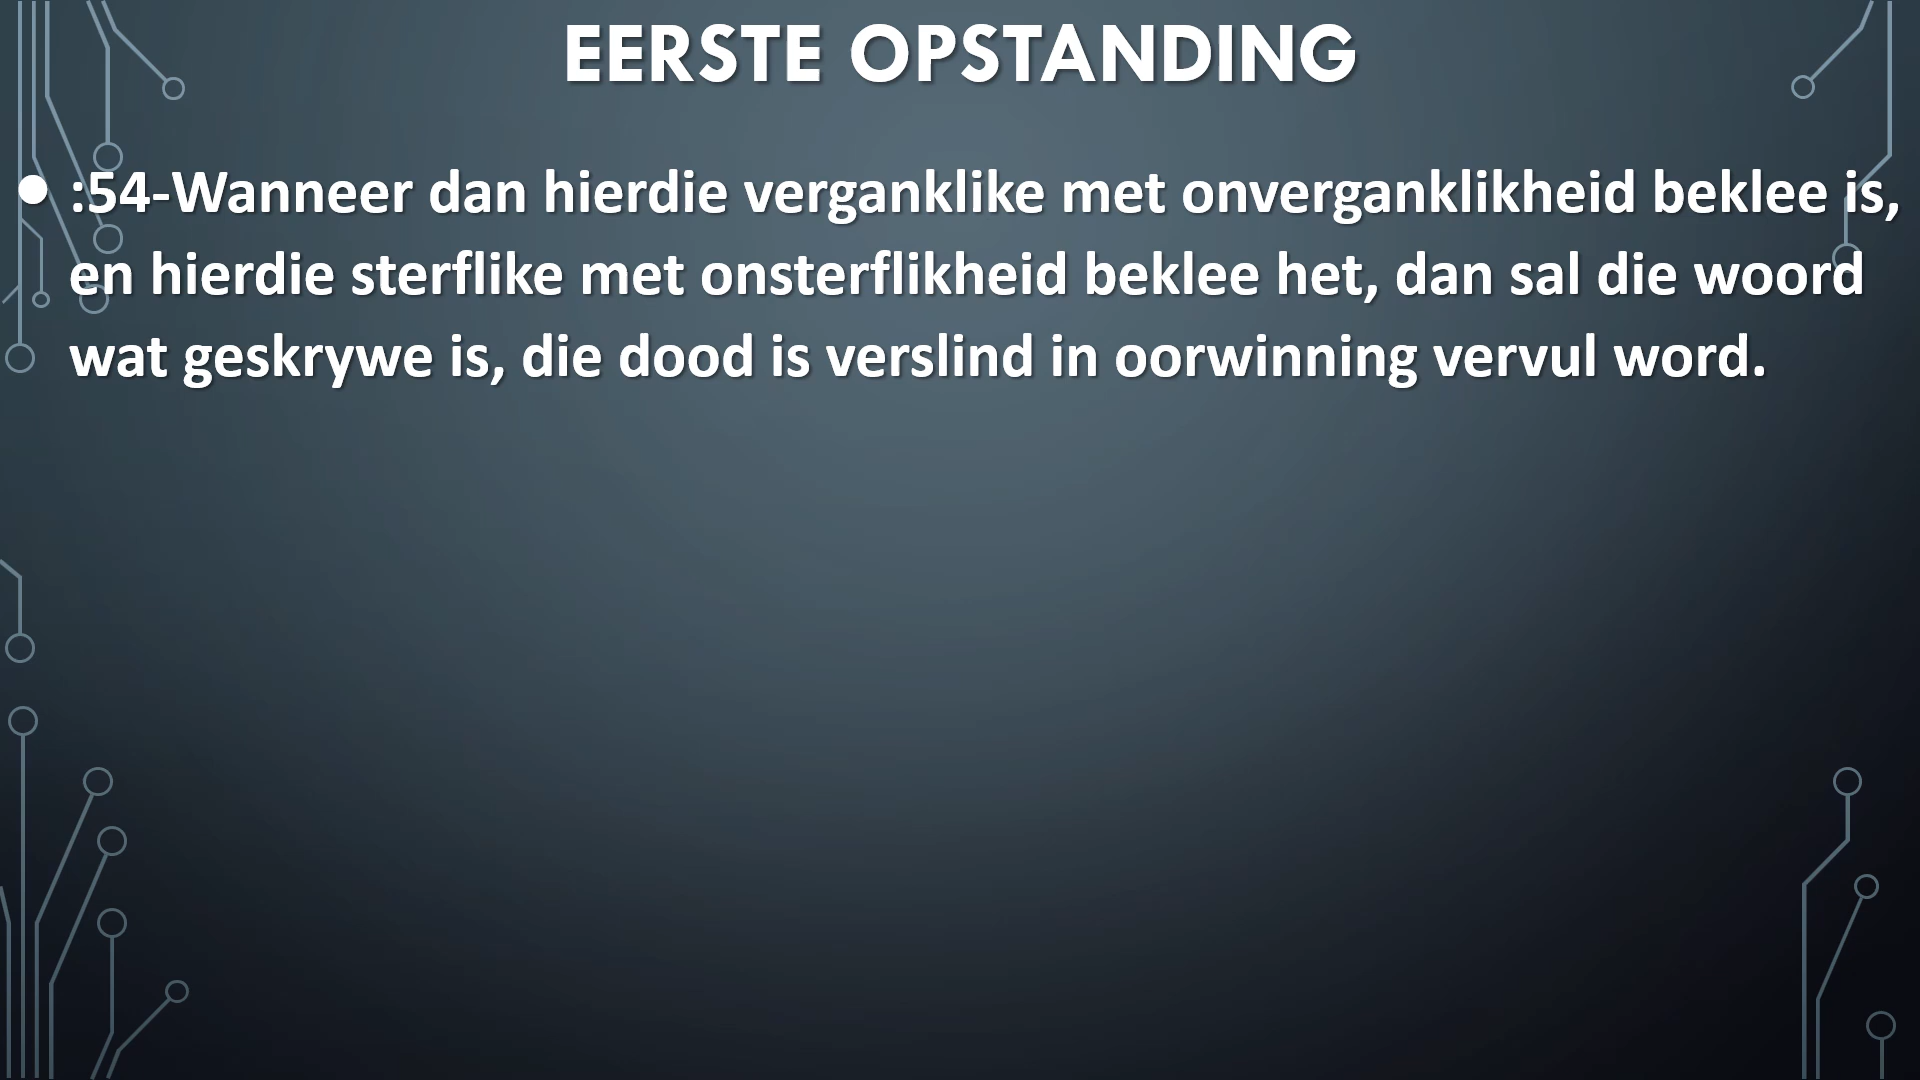 EERSTE OPSTANDING
• :54-Wanneer dan hierdie verganklike met onverganklikheid beklee is,
en hierdie sterflike met onsterflikheid beklee het, dan sal die woord
wat geskrywe is, die dood is verslind in oorwinning vervul word.